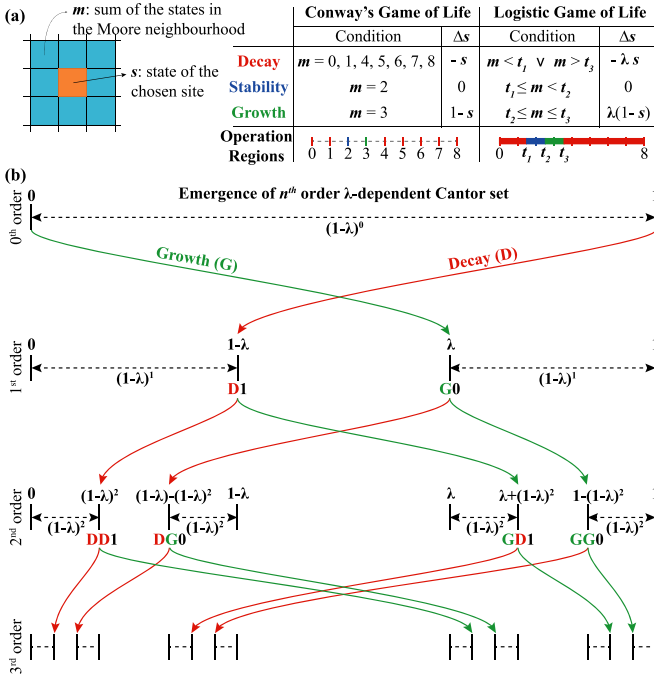 (a)
m: sum of the states in
the Moore neighbourhood
s: state of the
chosen site
Conway's Game of Life
Logistic Game of Life
Condition
Δs
Condition
Δs
Decay
m = 0, 1, 4, 5, 6, 7, 8
- s
m < t1 ∨ m > t3
- λ s
Stability
m = 2
0
t1 ≤ m < t2
0
Growth
m = 3
1- s
t2 ≤ m ≤ t3
λ(1- s)
Operation
Regions
0 1 2 3 4 5 6 7 8
0 t1 t2 t3 8
(b)
Emergence of nth order λ-dependent Cantor set
0th order
0
1
(1-λ)^0
Growth (G)
Decay (D)
1st order
0
1-λ
λ
1
(1-λ)^1
(1-λ)^1
D1
G0
2nd order
0
(1-λ)^2
(1-λ)-(1-λ)^2
1-λ
λ
λ+(1-λ)^2
1-(1-λ)^2
1
(1-λ)^2
(1-λ)^2
(1-λ)^2
(1-λ)^2
DD1
DG0
GD1
GG0
3rd order